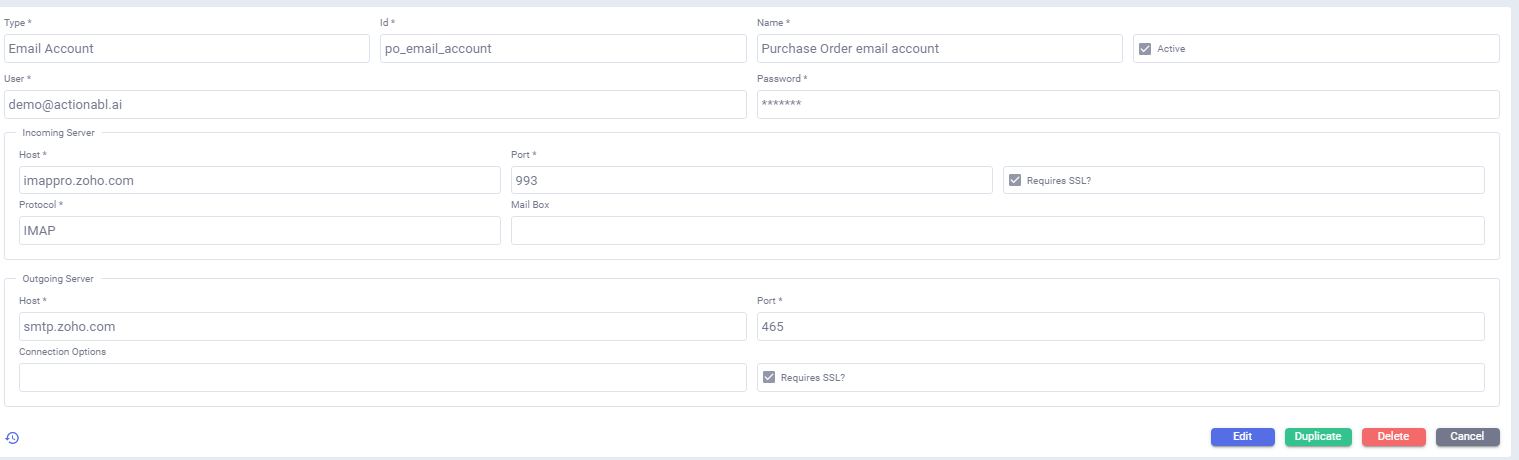 Type * Id * Name *
Email Account po_email_account Purchase Order email account Active
User * Password *
demo@actionabl.ai *******
Incoming Server
Host * Port *
imappro.zoho.com 993 Requires SSL?
Protocol * Mail Box
IMAP
Outgoing Server
Host * Port *
smtp.zoho.com 465
Connection Options
Requires SSL?
Edit Duplicate Delete Cancel